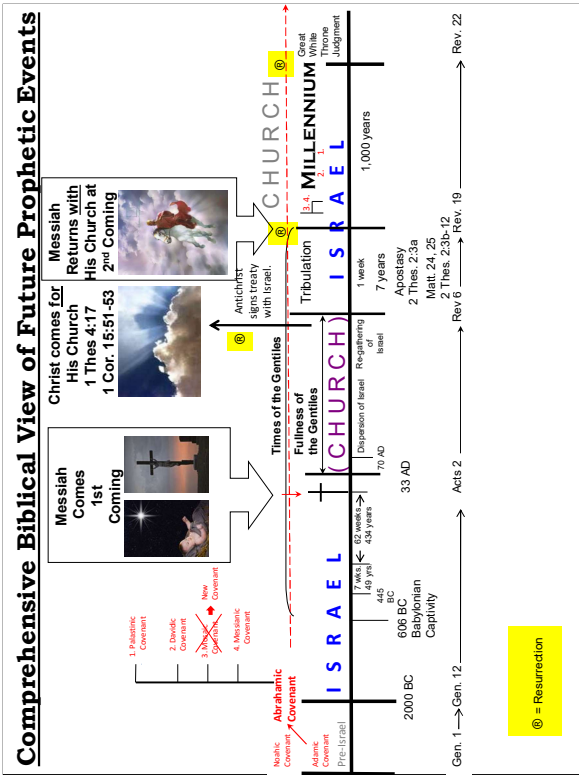 Comprehensive Biblical View of Future Prophetic Events
Messiah
Comes
1st
Coming
Christ comes for
His Church
1 Thes 4:17
1 Cor. 15:51-53
Messiah
Returns with
His Church at
2nd Coming
®
Antichrist
signs treaty
with Israel.
1. Palastinic
Covenant
2. Davidic
Covenant
3. Mosaic
Covenant
New
Covenant
4. Messianic
Covenant
Abrahamic
Covenant
Noahic
Covenant
Adamic
Covenant
Pre-Israel
Times of the Gentiles
Fullness of
the Gentiles
®
CHURCH
®
Great
White
Throne
Judgment
Tribulation
3. 4.
MILLENNIUM
2. 1.
ISRAEL
(CHURCH)
ISRAEL
7 wks.
49 yrs
62 weeks
434 years
Dispersion of Israel
Re-gathering
of
Israel
1 week
7 years
1,000 years
2000 BC
606 BC
Babylonian
Captivity
445
BC
33 AD
70 AD
Apostasy
2 Thes. 2:3a
Matt. 24, 25
2 Thes. 2:3b-12
Gen. 1
Gen. 12
Acts 2
Rev 6
Rev. 19
Rev. 22
® = Resurrection